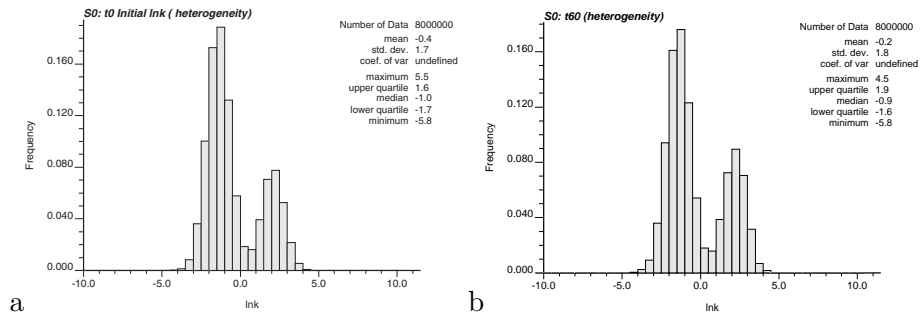 S0: t0 Initial lnk ( heterogeneity)
Number of Data 8000000
mean -0.4
std. dev. 1.7
coef. of var undefined
maximum 5.5
upper quartile 1.6
median -1.0
lower quartile -1.7
minimum -5.8
Frequency
0.160
0.120
0.080
0.040
0.000
-10.0 -5.0 0.0 5.0 10.0
lnk
a
S0: t60 (heterogeneity)
Number of Data 8000000
mean -0.2
std. dev. 1.8
coef. of var undefined
maximum 4.5
upper quartile 1.9
median -0.9
lower quartile -1.6
minimum -5.8
Frequency
0.160
0.120
0.080
0.040
0.000
-10.0 -5.0 0.0 5.0 10.0
lnk
b